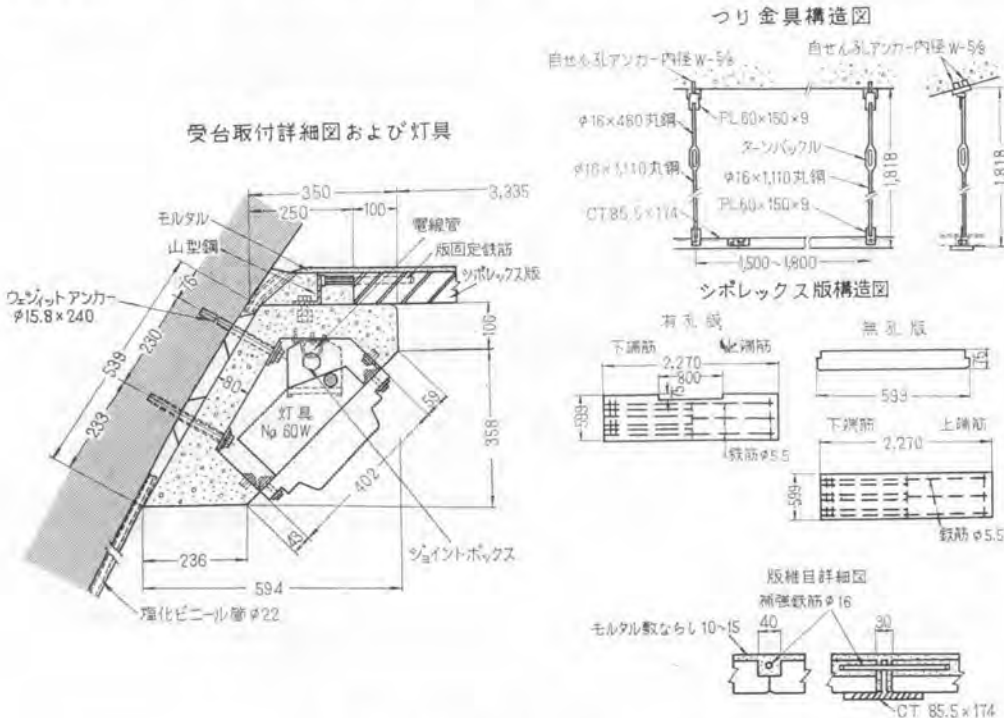 受台取付詳細図および灯具
350
3,335
250
100
モルタル
電線管
山型鋼
版固定鉄筋
シポレックス版
ウェジィットアンカー
φ15.8×240
76
230
539
233
80
100
358
灯具
Na 60W
59
402
43
ジョイントボックス
236
594
塩化ビニール管φ22
つり金具構造図
自せん孔アンカー内径W-5/8
自せん孔アンカー内径W-5/8
PL60×150×9
φ16×480丸鋼
ターンバックル
φ16×1,110丸鋼
φ16×1,110丸鋼
CT85.5×174
PL60×150×9
1,818
1,818
1,500~1,800
シポレックス版構造図
有孔版
無孔版
下端筋
上端筋
2,270
800
75
599
鉄筋φ5.5
75
599
下端筋
上端筋
2,270
599
鉄筋φ5.5
版継目詳細図
補強鉄筋φ16
モルタル敷ならし10~15
40
30
CT 85.5×174